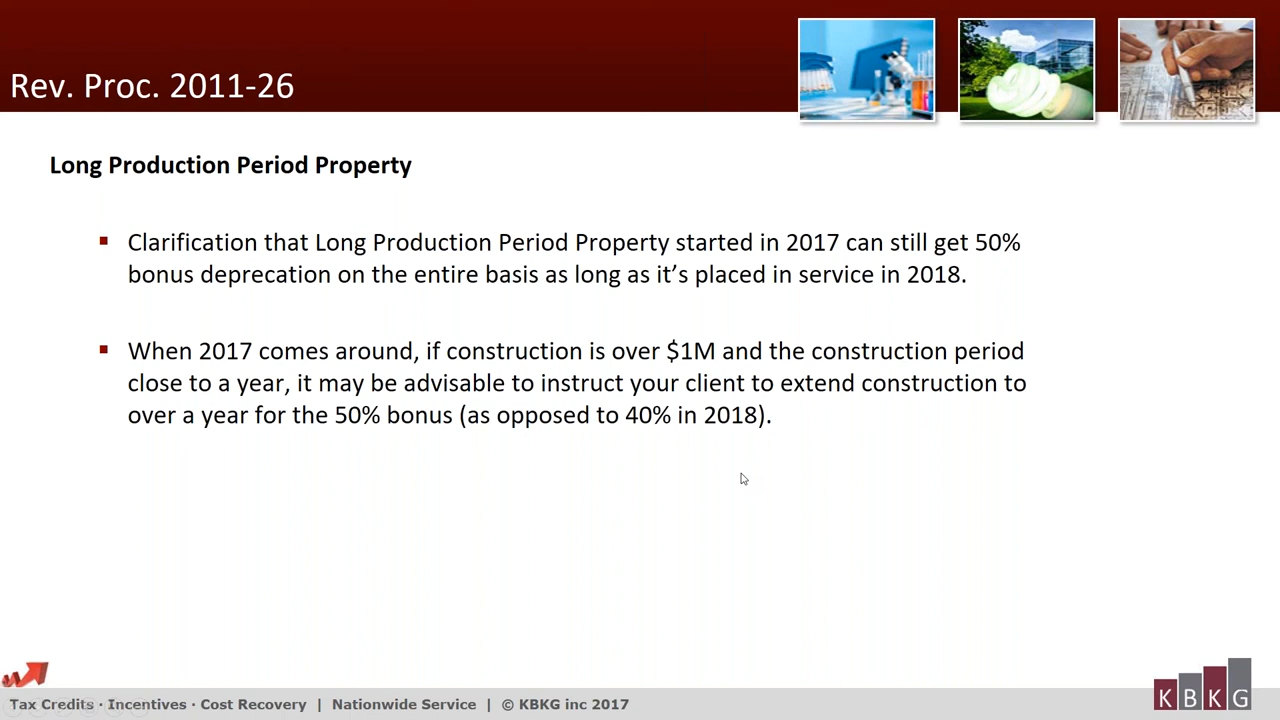 Rev. Proc. 2011-26
Long Production Period Property
▪ Clarification that Long Production Period Property started in 2017 can still get 50%
bonus deprecation on the entire basis as long as it’s placed in service in 2018.
▪ When 2017 comes around, if construction is over $1M and the construction period
close to a year, it may be advisable to instruct your client to extend construction to
over a year for the 50% bonus (as opposed to 40% in 2018).
Tax Credits · Incentives · Cost Recovery | Nationwide Service | © KBKG inc 2017
KBKG